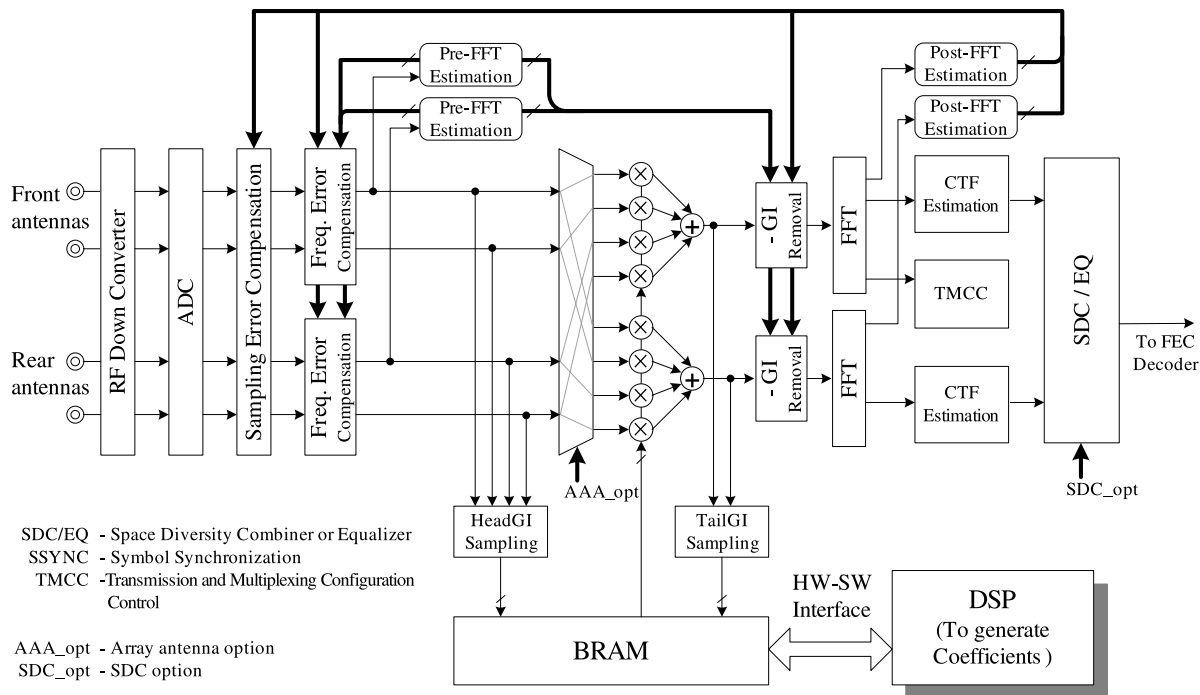 Pre-FFT
Estimation
Pre-FFT
Estimation
Post-FFT
Estimation
Post-FFT
Estimation
Front
antennas
Rear
antennas
RF Down Converter
ADC
Sampling Error Compensation
Freq. Error
Compensation
Freq. Error
Compensation
- GI
Removal
- GI
Removal
FFT
FFT
CTF
Estimation
TMCC
CTF
Estimation
SDC / EQ
To FEC
Decoder
AAA_opt
SDC_opt
HeadGI
Sampling
TailGI
Sampling
SDC/EQ - Space Diversity Combiner or Equalizer
SSYNC - Symbol Synchronization
TMCC -Transmission and Multiplexing Configuration
Control
AAA_opt - Array antenna option
SDC_opt - SDC option
BRAM
HW-SW
Interface
DSP
(To generate
Coefficients )